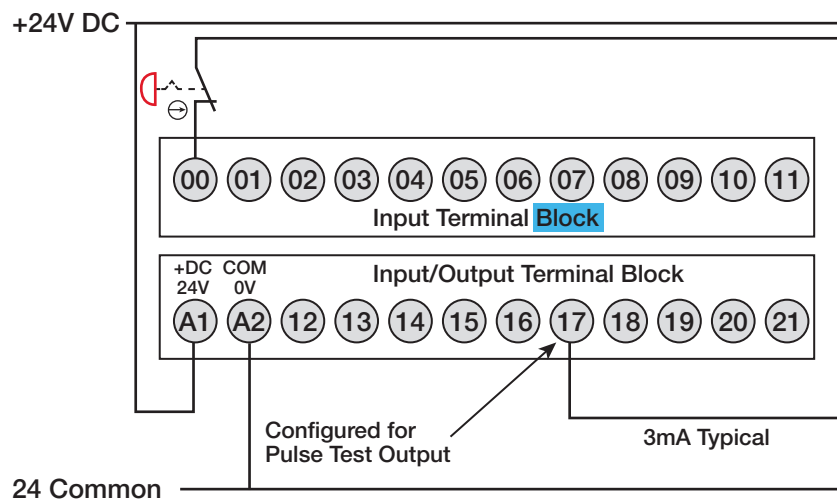 +24V DC
00 01 02 03 04 05 06 07 08 09 10 11
Input Terminal Block
+DC COM
24V 0V
Input/Output Terminal Block
A1 A2 12 13 14 15 16 17 18 19 20 21
Configured for
Pulse Test Output
3mA Typical
24 Common